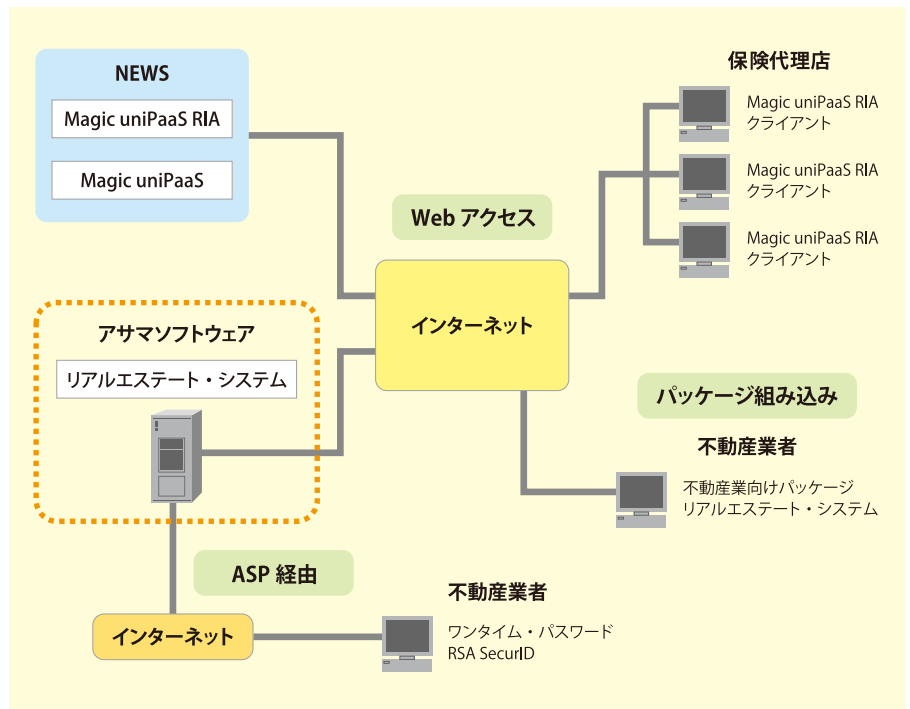 NEWS
Magic uniPaaS RIA
Magic uniPaaS
保険代理店
Magic uniPaaS RIA
クライアント
Magic uniPaaS RIA
クライアント
Magic uniPaaS RIA
クライアント
Web アクセス
インターネット
アサマソフトウェア
リアルエステート・システム
パッケージ組み込み
不動産業者
不動産業向けパッケージ
リアルエステート・システム
ASP 経由
インターネット
不動産業者
ワンタイム・パスワード
RSA SecurID